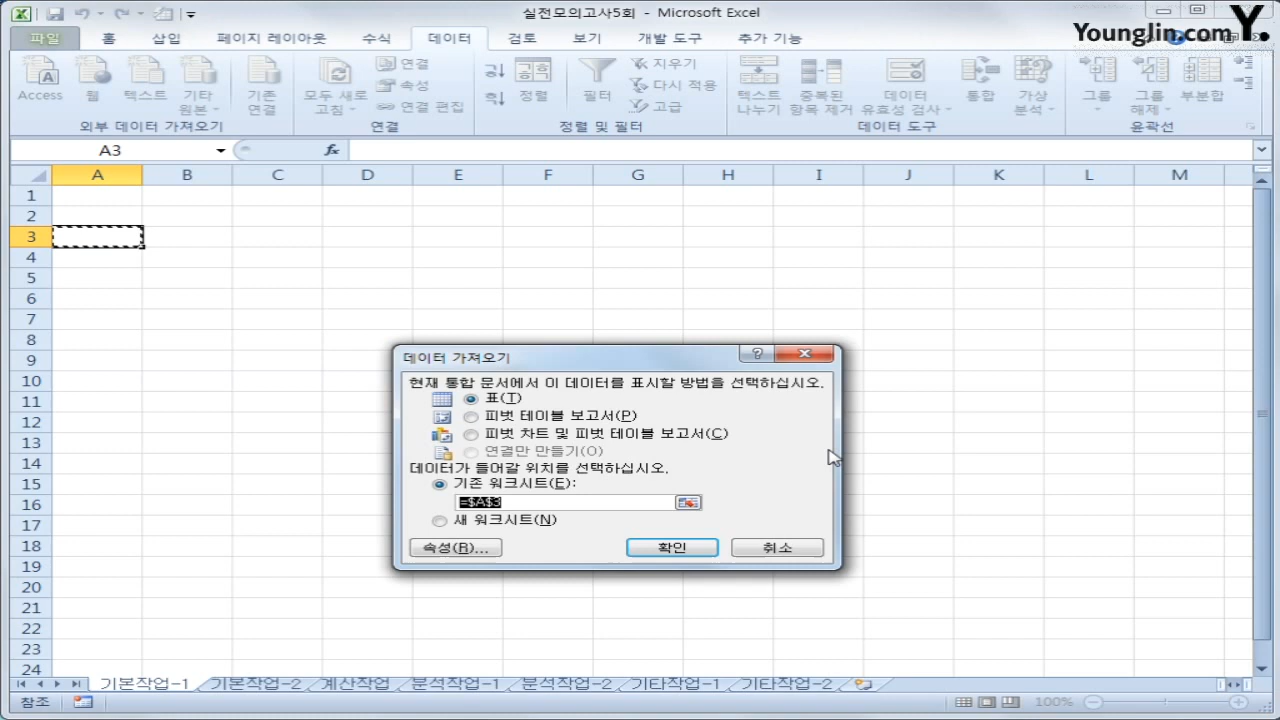 실전모의고사5회 - Microsoft Excel
Younglin.com Y.
파일 홈 삽입 페이지 레이아웃 수식 데이터 검토 보기 개발 도구 추가 기능
Access 웹 텍스트 기타 원본 기존 연결
외부 데이터 가져오기
모두 새로 고침 연결 속성 연결 편집
연결
정렬 필터 지우기 다시 적용 고급
정렬 및 필터
텍스트 나누기 중복된 항목 제거 데이터 유효성 검사 통합 가상 분석
데이터 도구
그룹 그룹 해제 부분합
윤곽선
A3 fx
A B C D E F G H I J K L M
1
2
3
4
5
6
7
8
9
10
11
12
13
14
15
16
17
18
19
20
21
22
23
24
데이터 가져오기
현재 통합 문서에서 이 데이터를 표시할 방법을 선택하십시오.
표(T)
피벗 테이블 보고서(P)
피벗 차트 및 피벗 테이블 보고서(C)
연결만 만들기(O)
데이터가 들어갈 위치를 선택하십시오.
기존 워크시트(E):
=$A$3
새 워크시트(N)
속성(R)... 확인 취소
기본작업-1 기본작업-2 계산작업 분석작업-1 분석작업-2 기타작업-1 기타작업-2
참조 100%